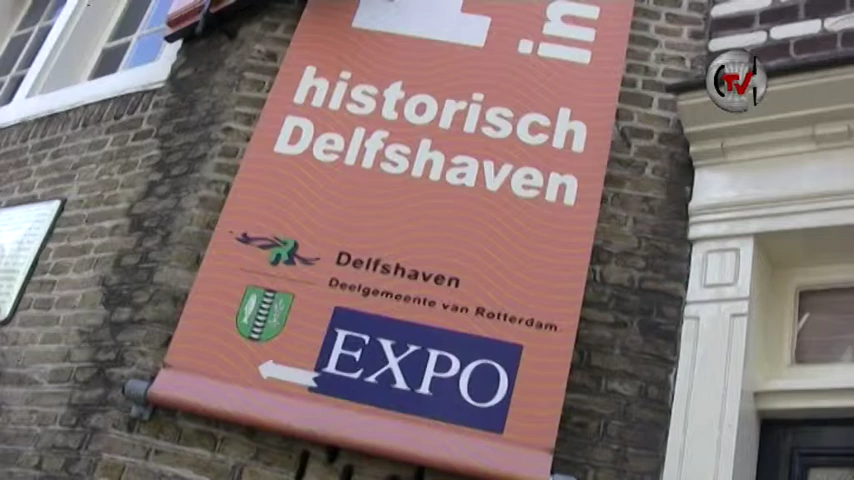 in
historisch
Delfshaven
Delfshaven
Deelgemeente van Rotterdam
EXPO
TV